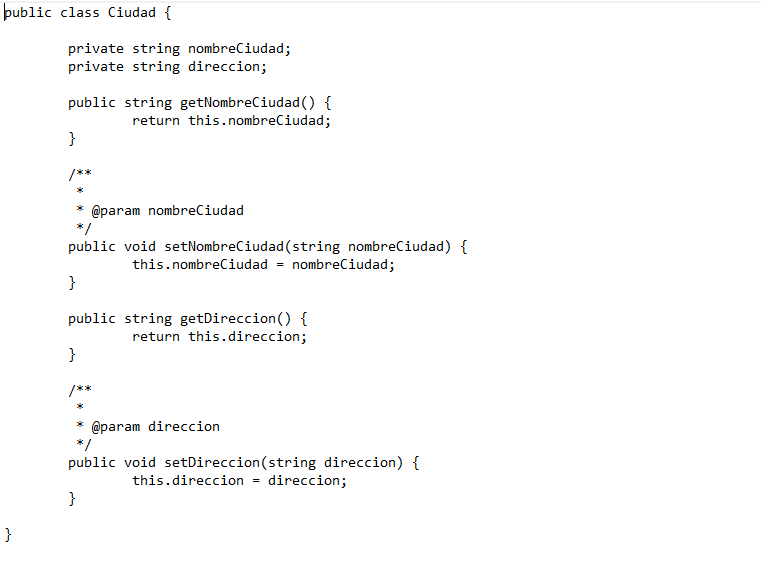 public class Ciudad {
private string nombreCiudad;
private string direccion;
public string getNombreCiudad() {
return this.nombreCiudad;
}
/**
*
* @param nombreCiudad
*/
public void setNombreCiudad(string nombreCiudad) {
this.nombreCiudad = nombreCiudad;
}
public string getDireccion() {
return this.direccion;
}
/**
*
* @param direccion
*/
public void setDireccion(string direccion) {
this.direccion = direccion;
}
}